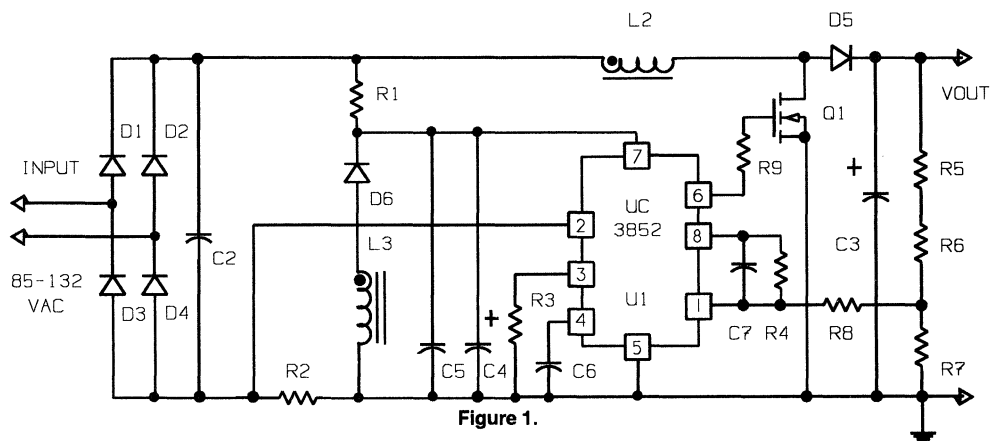 L2
D5
R1
VOUT
D1
D2
Q1
INPUT
R9
D6
7
6
R5
UC
3852
2
8
L3
C2
C3
R6
85-132
VAC
3
R3
U1
1
D3
D4
4
5
C7
R4
R8
R2
C5
C4
C6
R7
+
+
Figure 1.